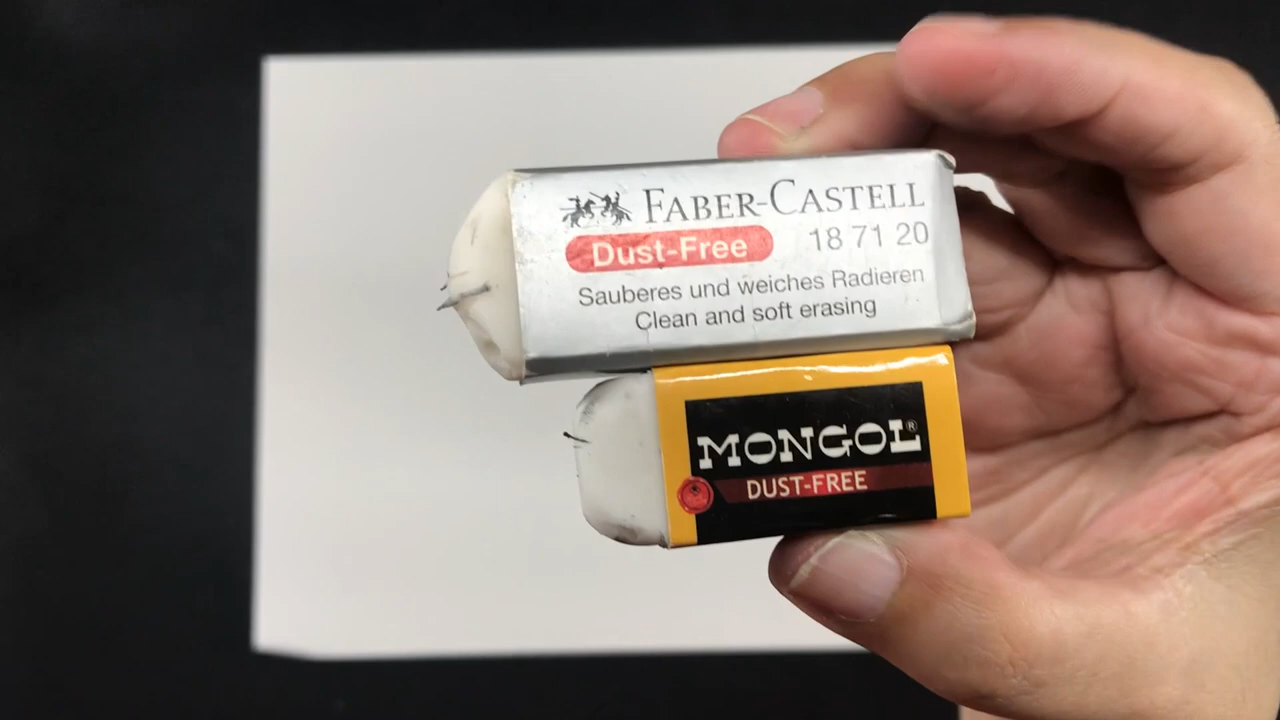 FABER-CASTELL
Dust-Free 18 71 20
Sauberes und weiches Radieren
Clean and soft erasing
MONGOL®
DUST-FREE